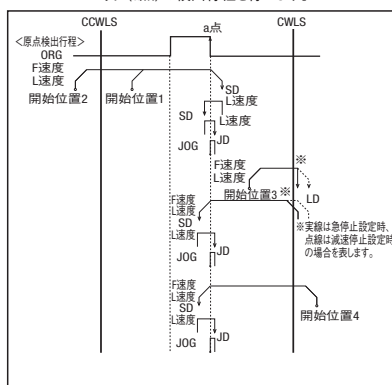 CCWLS
CWLS
a点
＜原点検出行程＞
ORG
F速度
L速度
SD
開始位置2
開始位置1
L速度
SD
L速度
JOG
JD
F速度
L速度
※
開始位置3
※
LD
F速度
L速度
SD
※実線は急停止設定時、
点線は減速停止設定時
の場合を表します。
L速度
JD
JOG
F速度
L速度
SD
開始位置4
L速度
JD
JOG